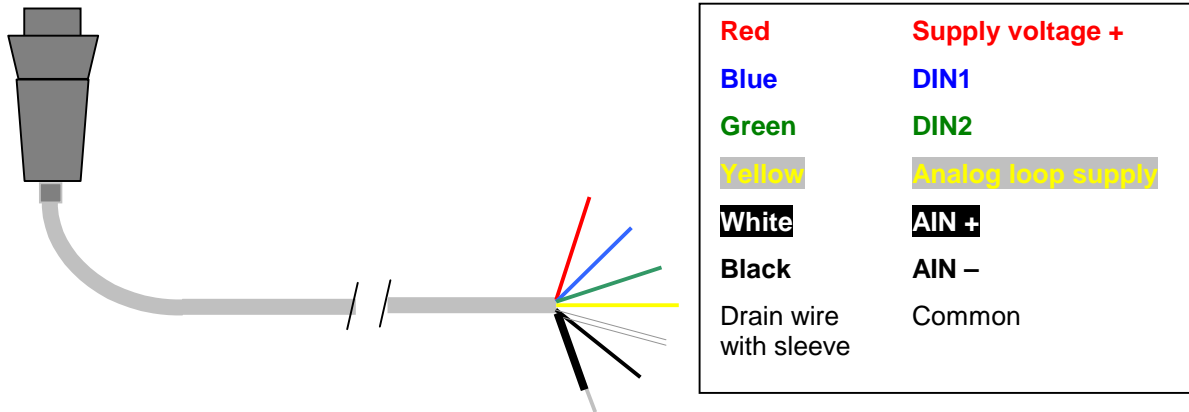 Red Supply voltage +
Blue DIN1
Green DIN2
Yellow Analog loop supply
White AIN +
Black AIN –
Drain wire Common
with sleeve